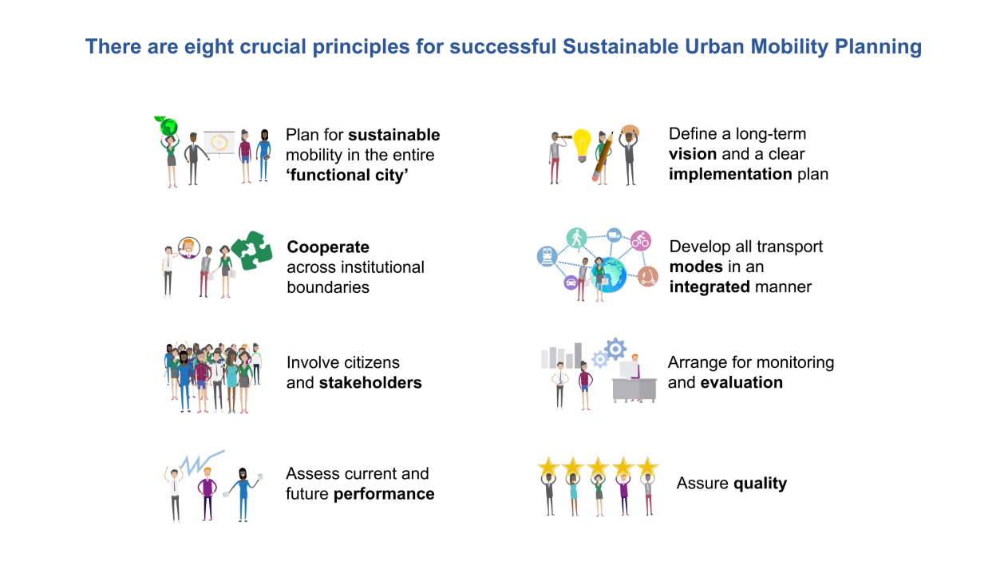 There are eight crucial principles for successful Sustainable Urban Mobility Planning
Plan for sustainable
mobility in the entire
‘functional city’
Cooperate
across institutional
boundaries
Involve citizens
and stakeholders
Assess current and
future performance
Define a long-term
vision and a clear
implementation plan
Develop all transport
modes in an
integrated manner
Arrange for monitoring
and evaluation
Assure quality